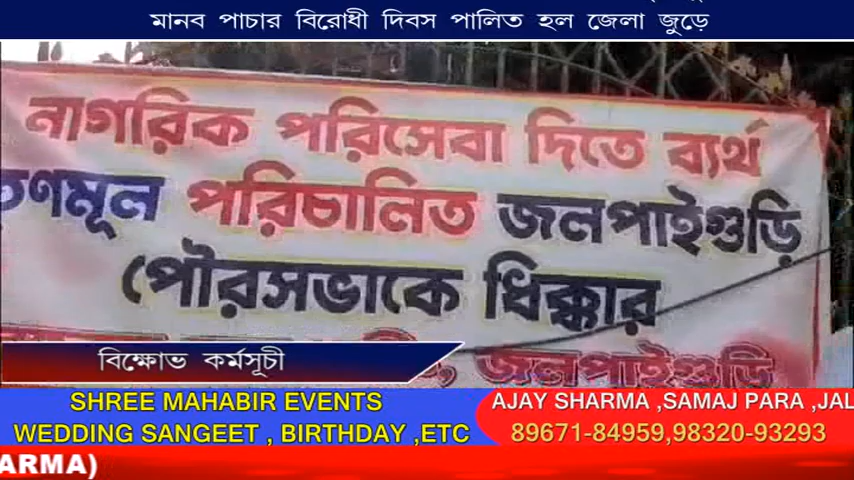 মানব পাচার বিরোধী দিবস পালিত হল জেলা জুড়ে
নাগরিক পরিসেবা দিতে ব্যর্থ
তৃণমূল পরিচালিত জলপাইগুড়ি
পৌরসভাকে ধিক্কার
জলপাইগুড়ি
বিক্ষোভ কর্মসূচী
SHREE MAHABIR EVENTS
WEDDING SANGEET , BIRTHDAY ,ETC
AJAY SHARMA ,SAMAJ PARA ,JAL
89671-84959,98320-93293
ARMA)